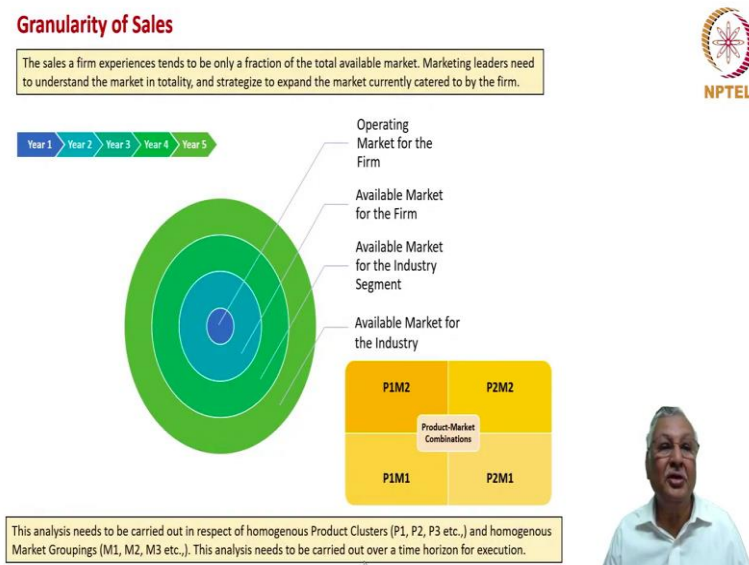 Granularity of Sales
The sales a firm experiences tends to be only a fraction of the total available market. Marketing leaders need
to understand the market in totality, and strategize to expand the market currently catered to by the firm.
NPTEL
Year 1
Year 2
Year 3
Year 4
Year 5
Operating
Market for the
Firm
Available Market
for the Firm
Available Market
for the Industry
Segment
Available Market for
the Industry
P1M2
P2M2
Product-Market
Combinations
P1M1
P2M1
This analysis needs to be carried out in respect of homogenous Product Clusters (P1, P2, P3 etc.,) and homogenous
Market Groupings (M1, M2, M3 etc.,). This analysis needs to be carried out over a time horizon for execution.